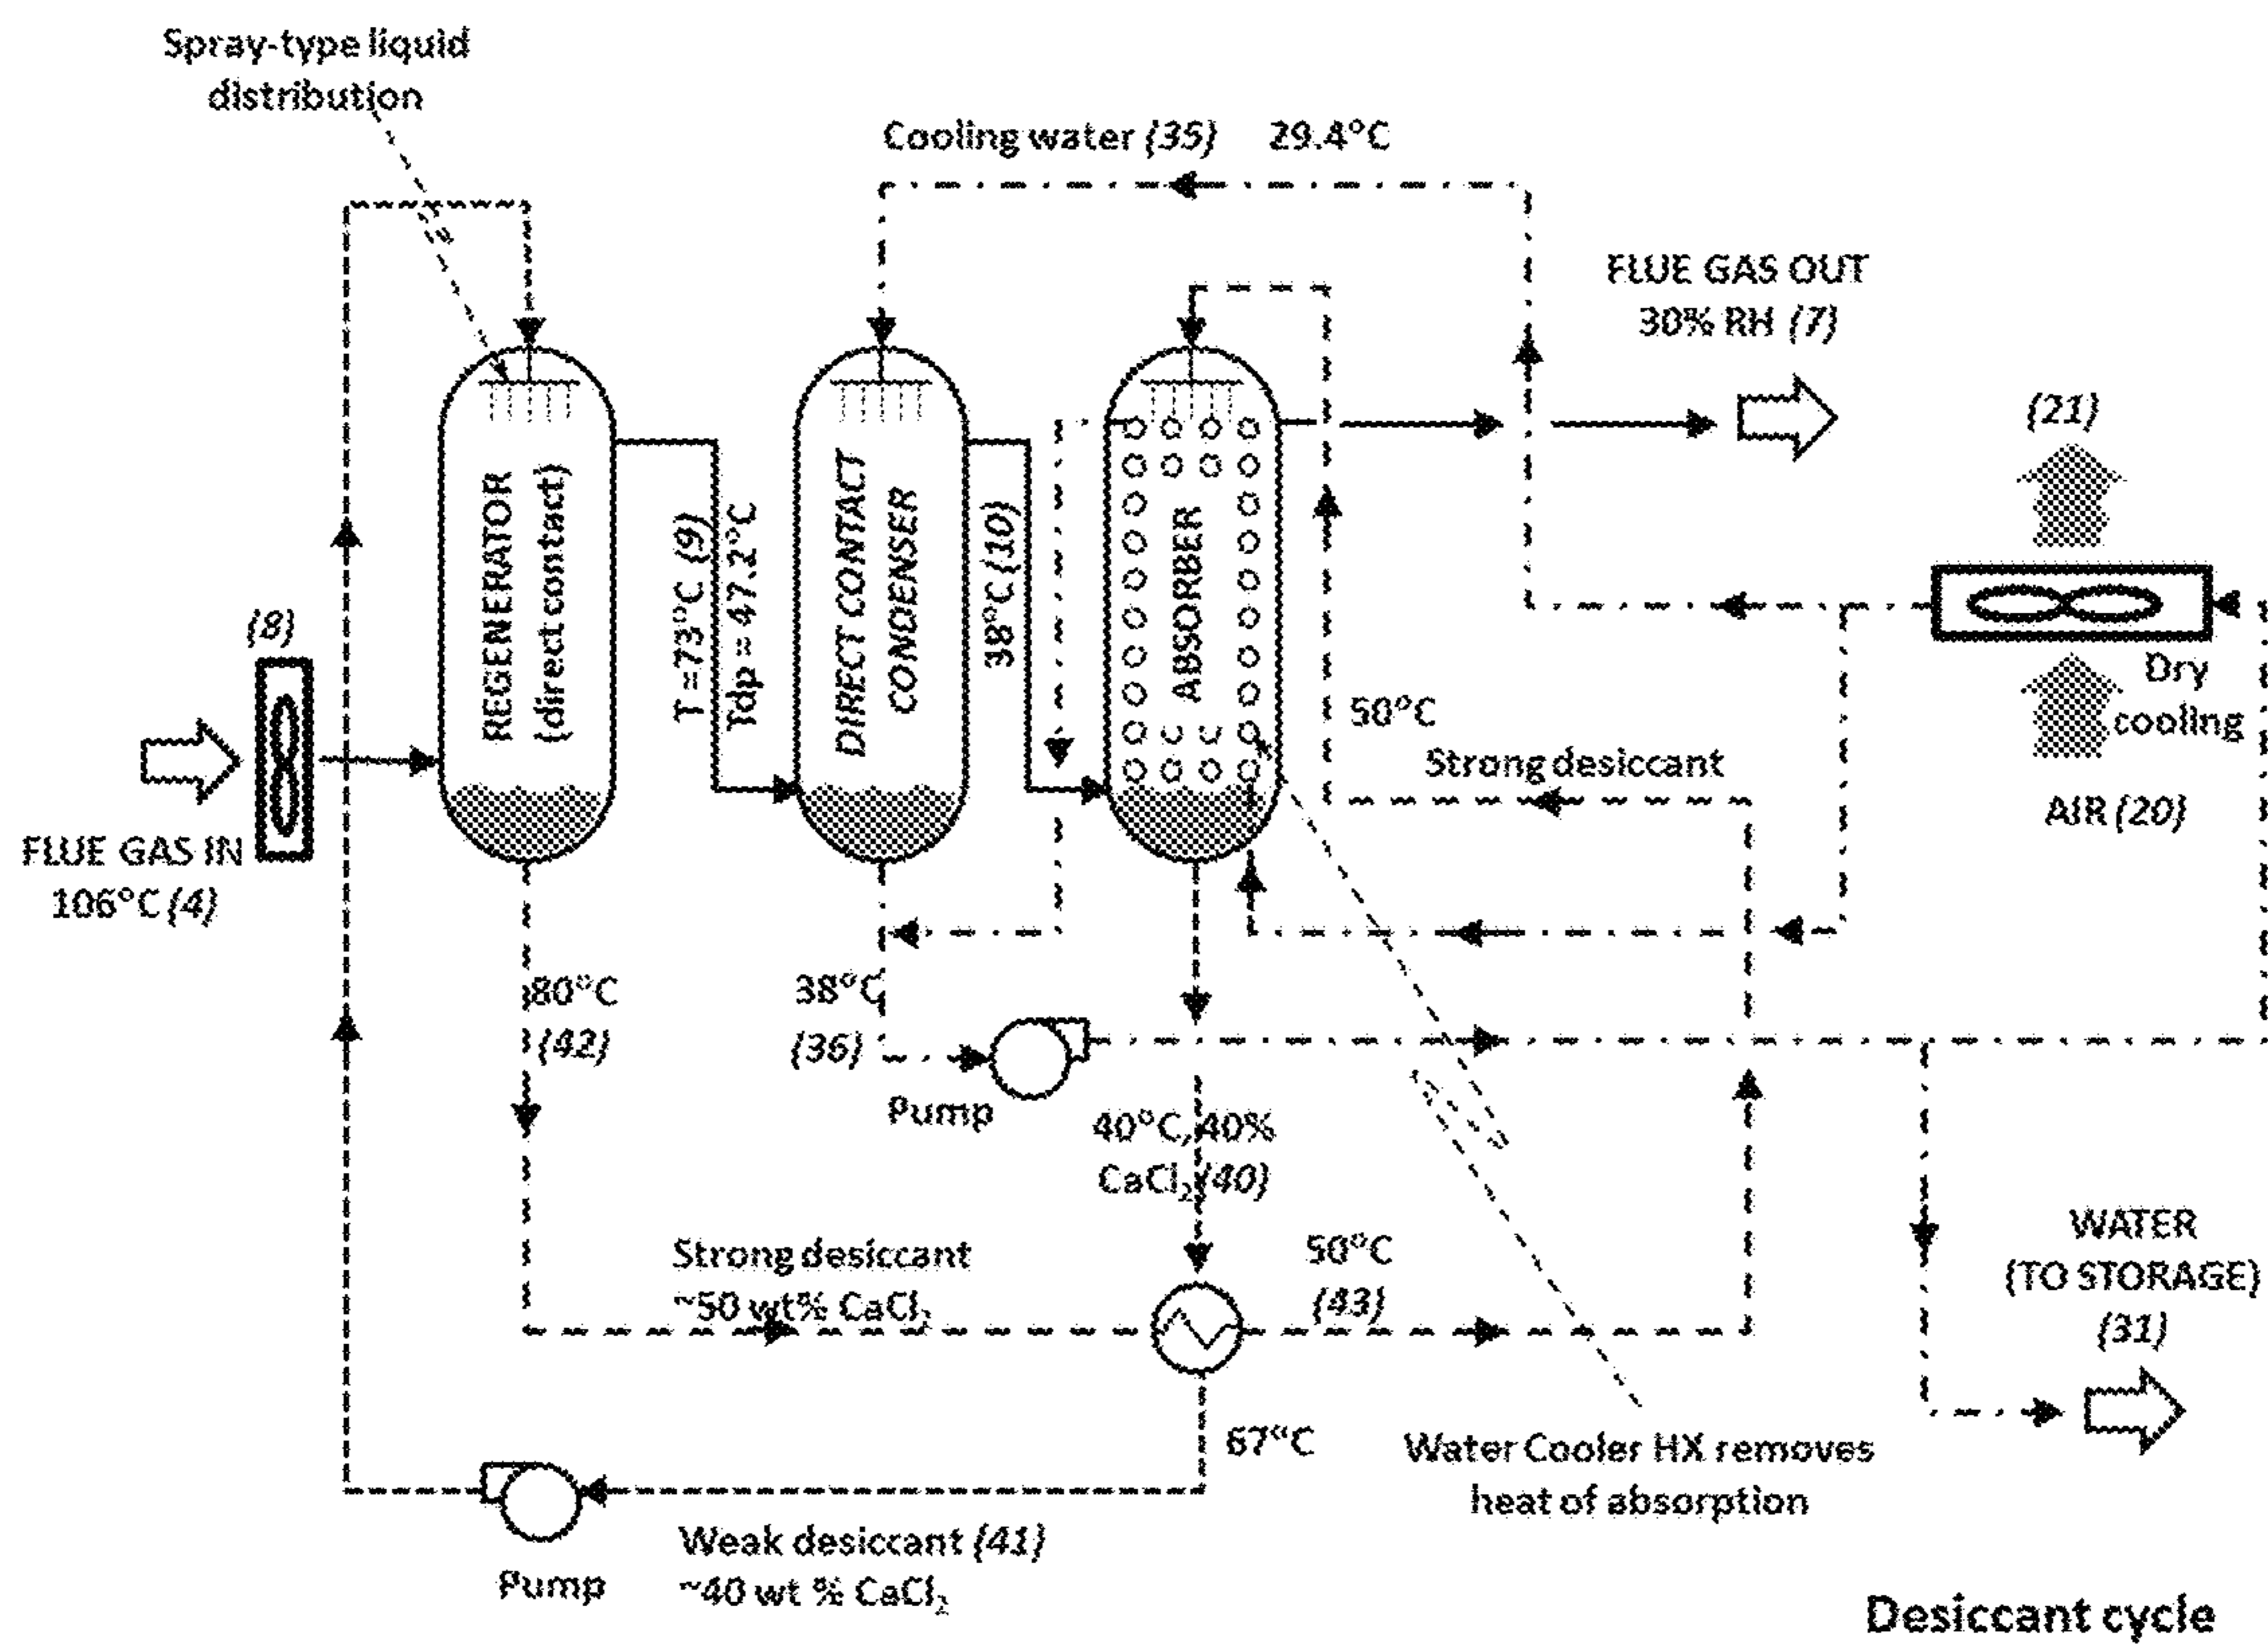 Spray-type liquid
distribution
Cooling water (35) 29.4°C
FLUE GAS OUT
30% RH (7)
(21)
(8)
REGENERATOR
(direct contact)
T = 73°C (9)
Tdp = 47.2°C
DIRECT CONTACT
CONDENSER
38°C (10)
ABSORBER
50°C
Strong desiccant
Dry
cooling
AIR (20)
FLUE GAS IN
106°C (4)
80°C
(42)
38°C
(36)
Pump
40°C, 40%
CaCl₂ (40)
Strong desiccant
~50 wt% CaCl₂
50°C
(43)
WATER
(TO STORAGE)
(31)
67°C
Water Cooler HX removes
heat of absorption
Pump
Weak desiccant (41)
~40 wt % CaCl₂
Desiccant cycle